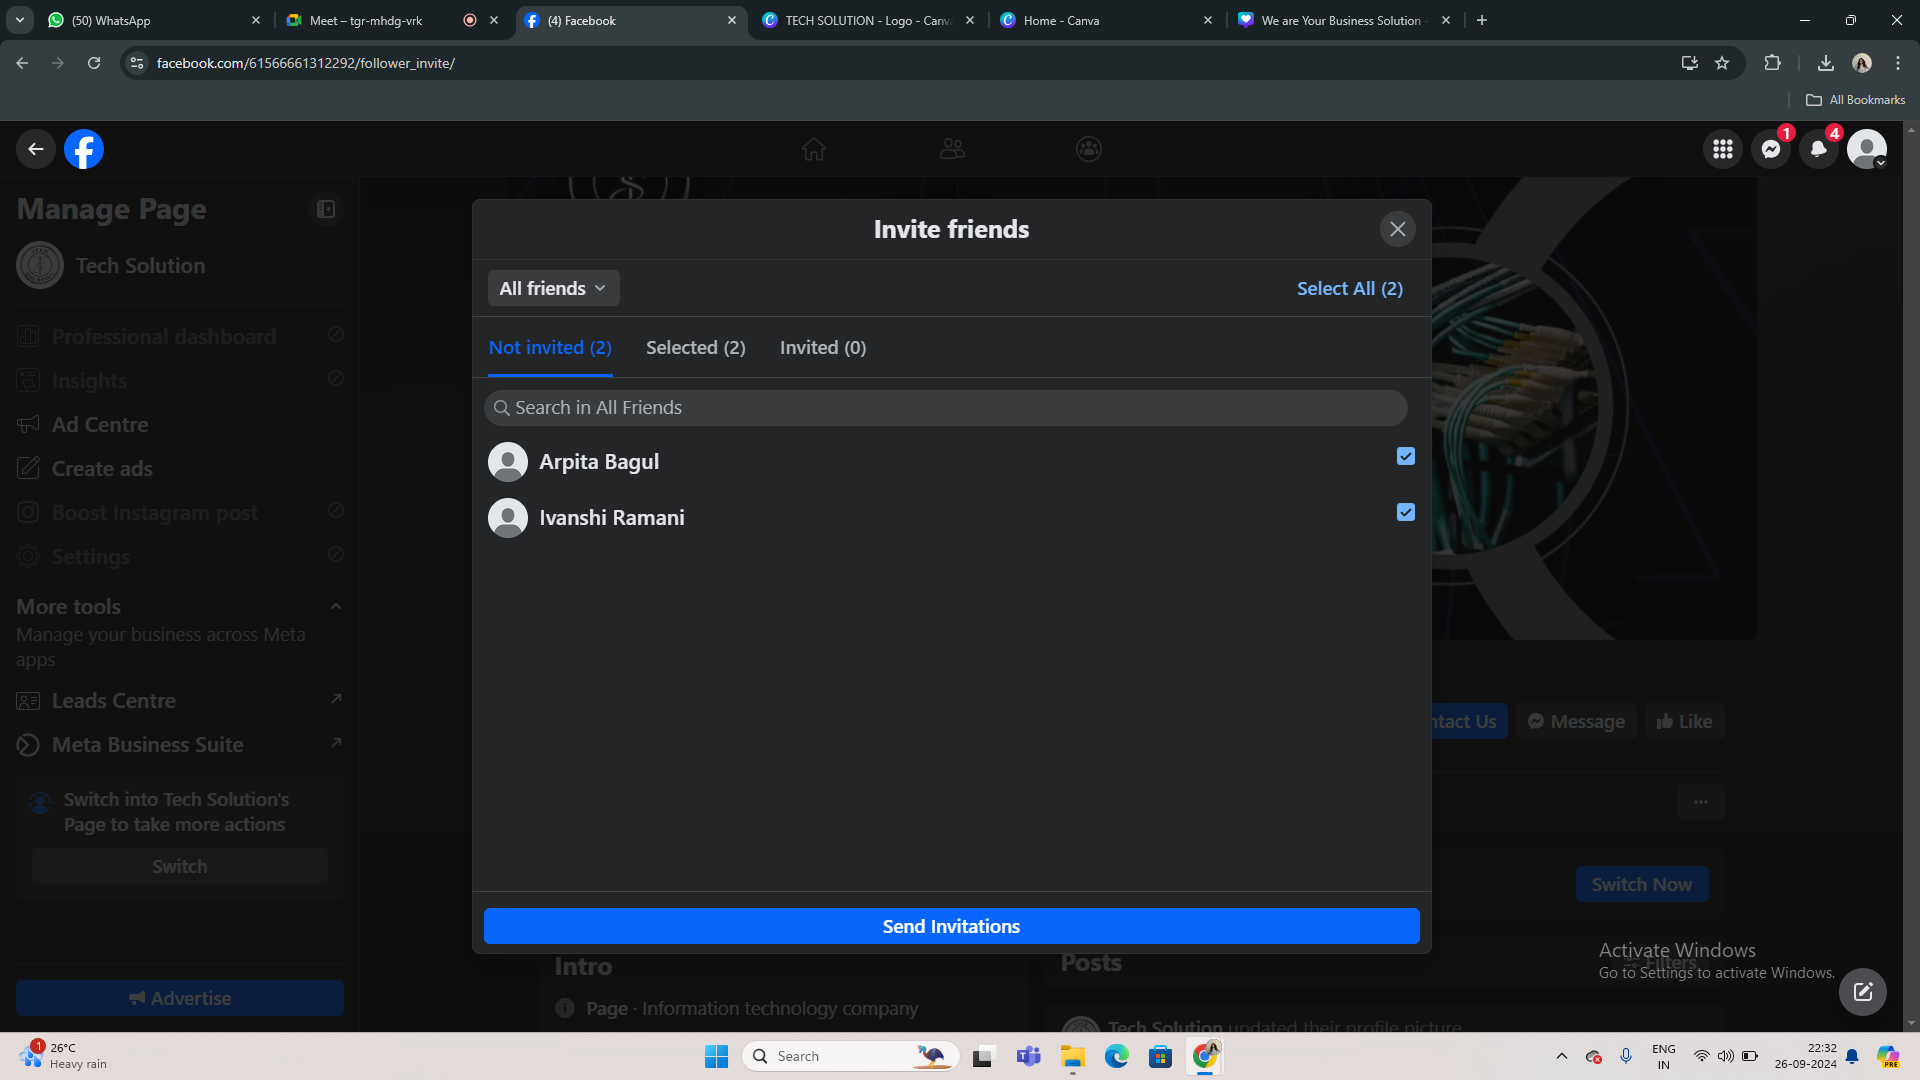 (50) WhatsApp
Meet – tgr-mhdg-vrk
(4) Facebook
TECH SOLUTION - Logo - Canv
Home - Canva
We are Your Business Solution -
facebook.com/61566661312292/follower_invite/
All Bookmarks
1
4
Manage Page
Tech Solution
Professional dashboard
Insights
Ad Centre
Create ads
Boost Instagram post
Settings
More tools
Manage your business across Meta
apps
Leads Centre
Meta Business Suite
Switch into Tech Solution's
Page to take more actions
Switch
Advertise
Invite friends
All friends
Select All (2)
Not invited (2)
Selected (2)
Invited (0)
Search in All Friends
Arpita Bagul
Ivanshi Ramani
Send Invitations
ntact Us
Message
Like
Switch Now
Intro
Page · Information technology company
Posts
Filters
Tech Solution updated their profile picture
Activate Windows
Go to Settings to activate Windows.
1
26°C
Heavy rain
Search
ENG
IN
22:32
26-09-2024
PRE